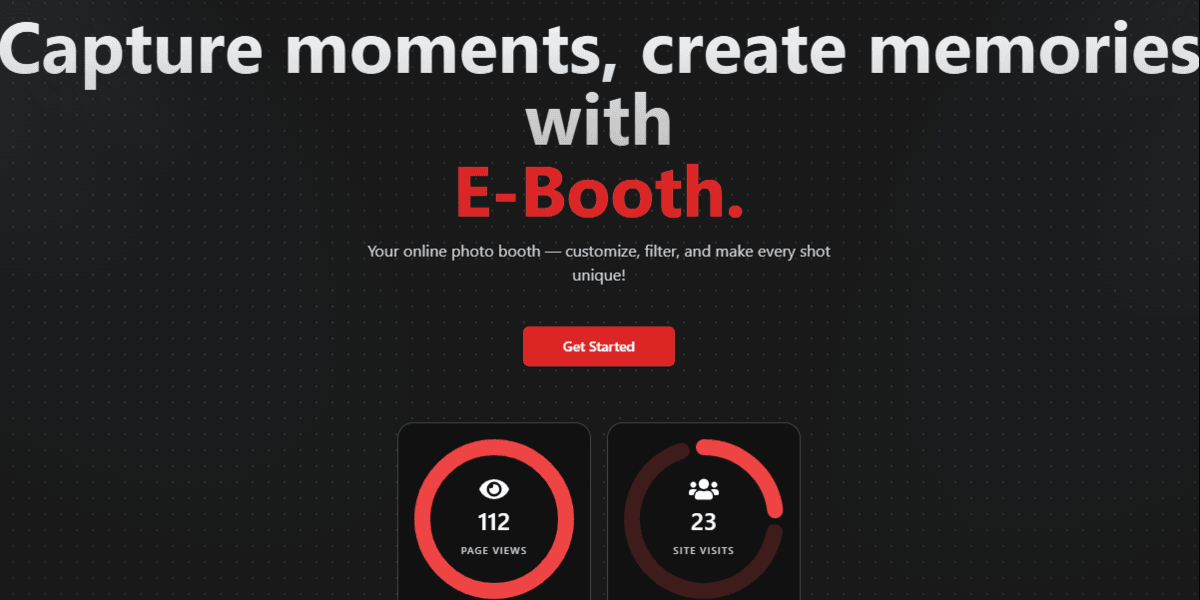 Capture moments, create memories
with
E-Booth.
Your online photo booth — customize, filter, and make every shot
unique!
Get Started
112
PAGE VIEWS
23
SITE VISITS